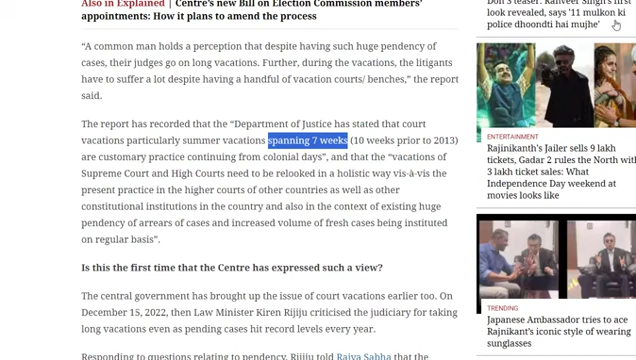 Also in Explained | Centre's new Bill on Election Commission members'
appointments: How it plans to amend the process
“A common man holds a perception that despite having such huge pendency of
cases, their judges go on long vacations. Further, during the vacations, the litigants
have to suffer a lot despite having a handful of vacation courts/ benches,” the report
said.
The report has recorded that the “Department of Justice has stated that court
vacations particularly summer vacations spanning 7 weeks (10 weeks prior to 2013)
are customary practice continuing from colonial days”, and that the “vacations of
Supreme Court and High Courts need to be relooked in a holistic way vis-à-vis the
present practice in the higher courts of other countries as well as other
constitutional institutions in the country and also in the context of existing huge
pendency of arrears of cases and increased volume of fresh cases being instituted
on regular basis”.
Is this the first time that the Centre has expressed such a view?
The central government has brought up the issue of court vacations earlier too. On
December 15, 2022, then Law Minister Kiren Rijiju criticised the judiciary for taking
long vacations even as pending cases hit record levels every year.
Responding to questions relating to pendency, Rijiju told Rajya Sabha that the
Don 3 teaser: Ranveer Singh's first
look revealed, says '11 mulkon ki
police dhoondti hai mujhe'
ENTERTAINMENT
Rajinikanth's Jailer sells 9 lakh
tickets, Gadar 2 rules the North with
3 lakh ticket sales: What
Independence Day weekend at
movies looks like
TRENDING
Japanese Ambassador tries to ace
Rajnikant's iconic style of wearing
sunglasses